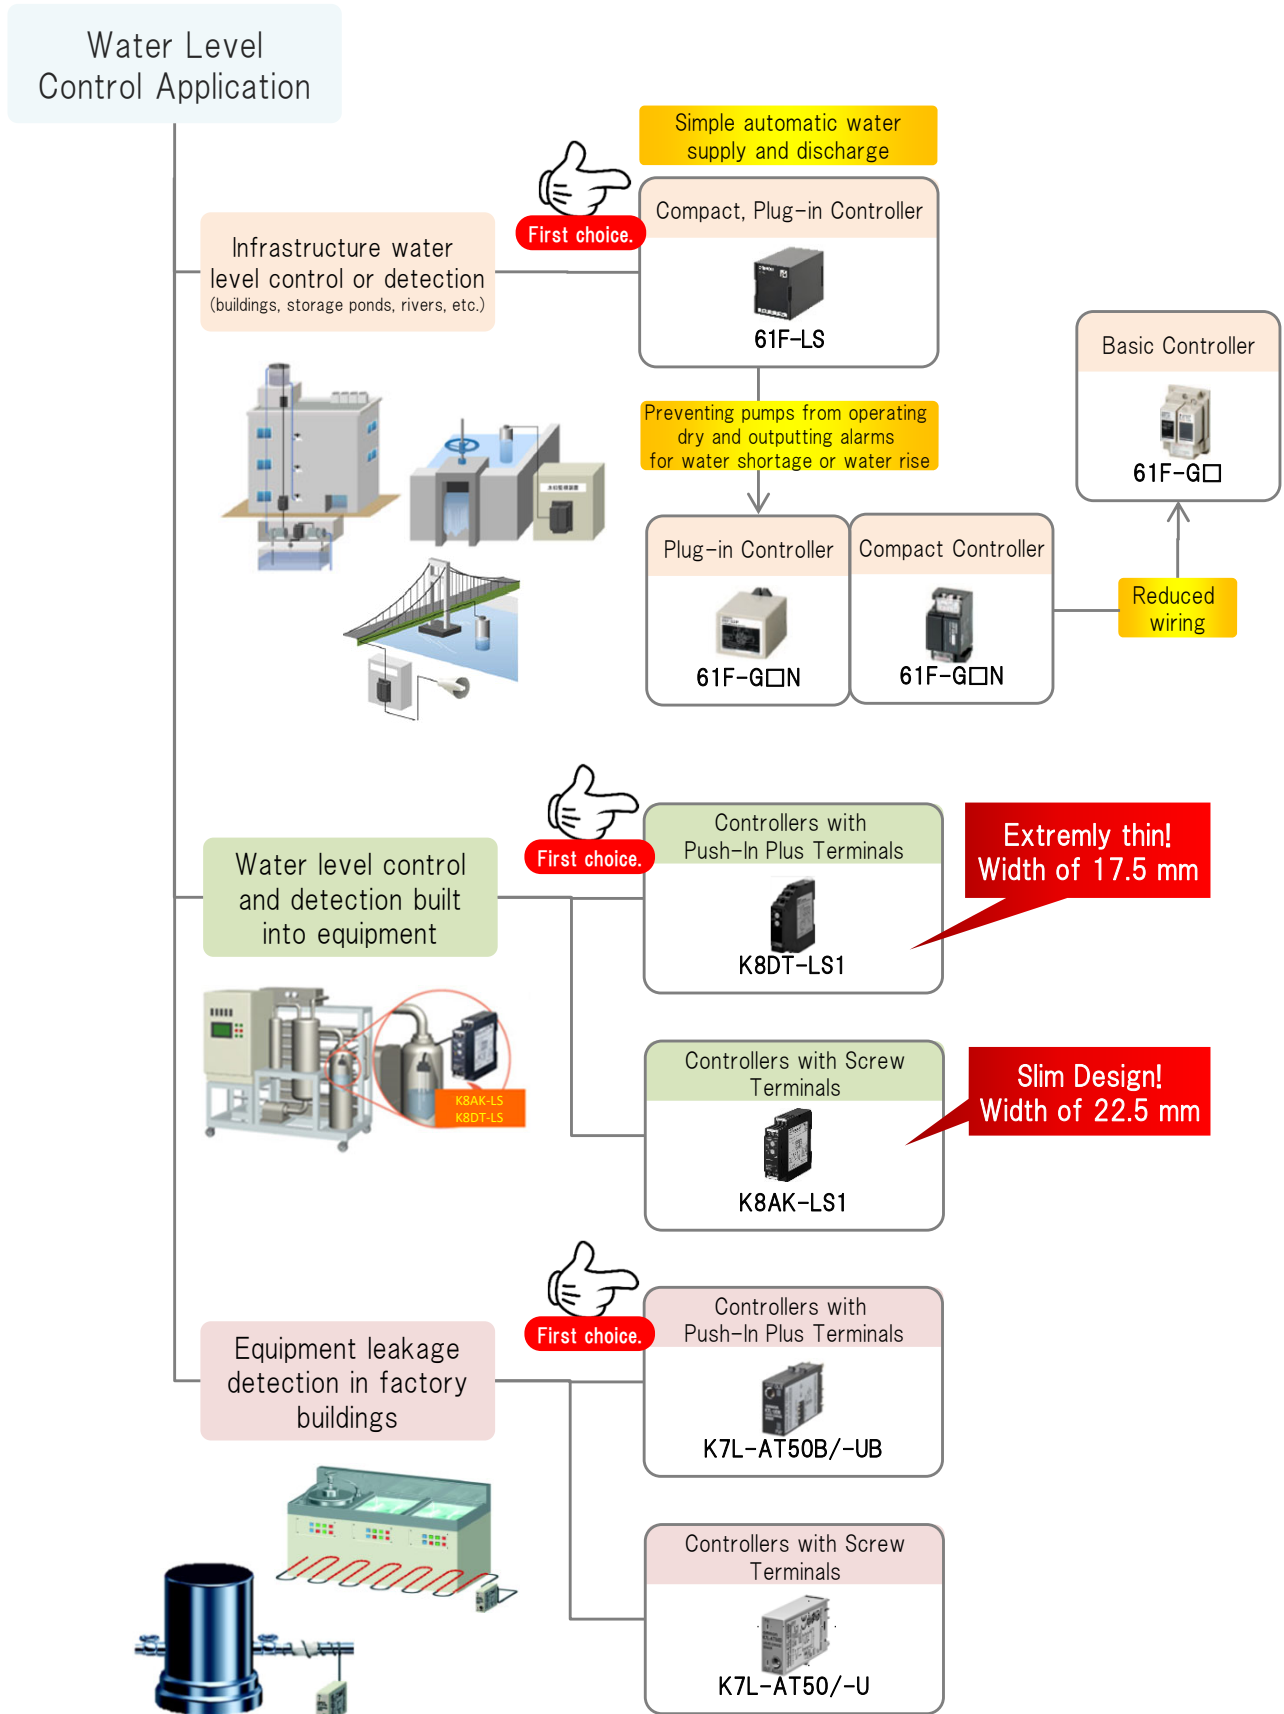 Water Level
Control Application
Simple automatic water
supply and discharge
First choice.
Compact, Plug-in Controller
61F-LS
Infrastructure water
level control or detection
(buildings, storage ponds, rivers, etc.)
Preventing pumps from operating
dry and outputting alarms
for water shortage or water rise
Basic Controller
61F-G□
Plug-in Controller
61F-G□N
Compact Controller
61F-G□N
Reduced
wiring
First choice.
Controllers with
Push-In Plus Terminals
K8DT-LS1
Extremly thin!
Width of 17.5 mm
Water level control
and detection built
into equipment
K8AK-LS
K8DT-LS
Controllers with Screw
Terminals
K8AK-LS1
Slim Design!
Width of 22.5 mm
First choice.
Controllers with
Push-In Plus Terminals
K7L-AT50B/-UB
Equipment leakage
detection in factory
buildings
Controllers with Screw
Terminals
K7L-AT50/-U